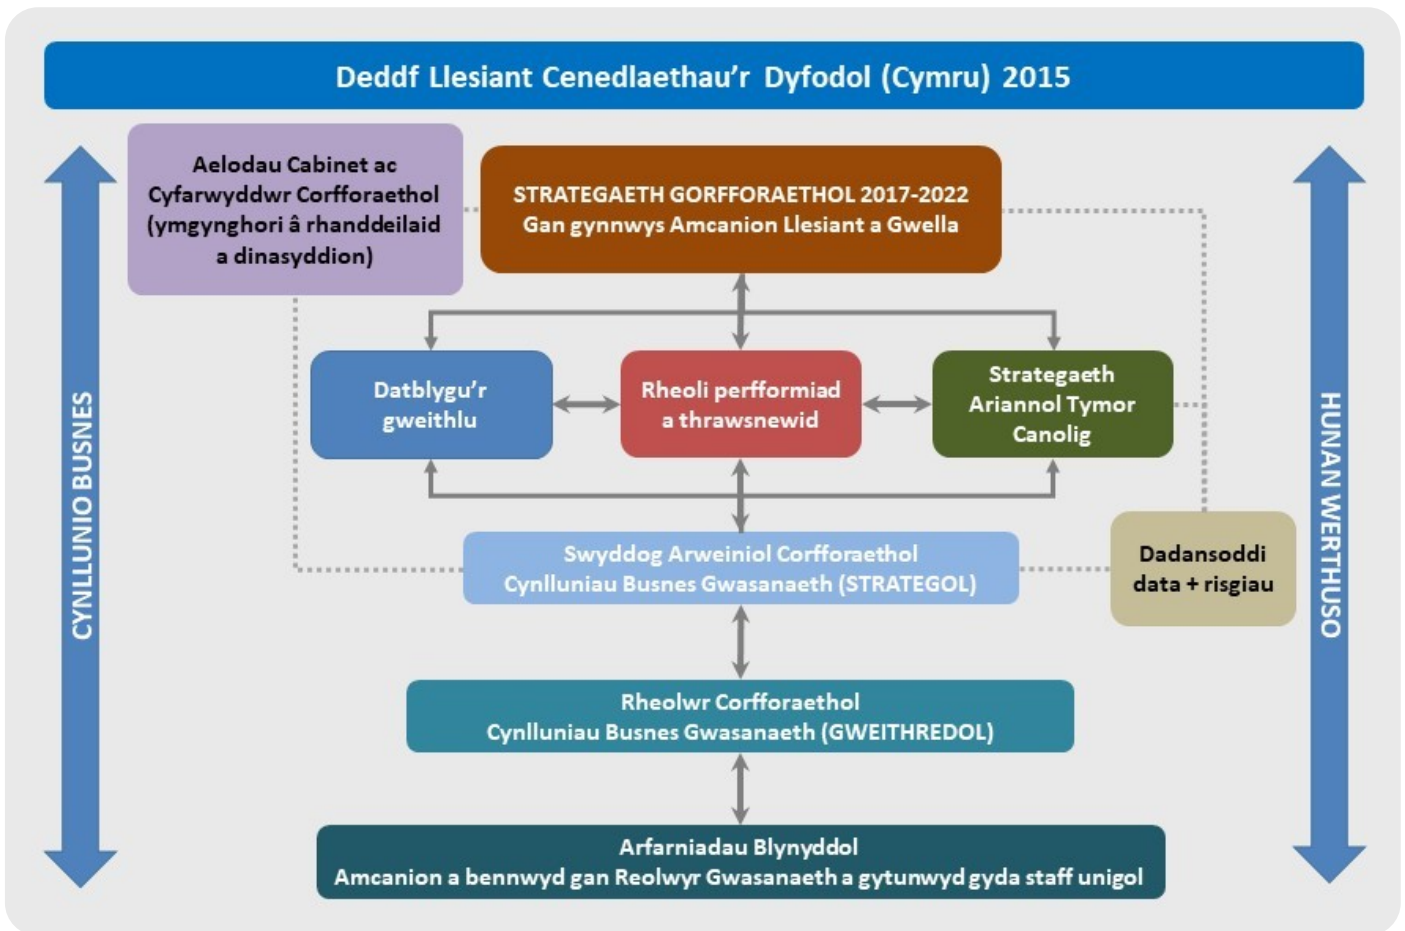 Deddf Llesiant Cenedlaethau'r Dyfodol (Cymru) 2015
Aelodau Cabinet ac
Cyfarwyddwr Corfforaethol
(ymgynghori â rhanddeilaid
a dinasyddion)
STRATEGAETH GORFFORAETHOL 2017-2022
Gan gynnwys Amcanion Llesiant a Gwella
Datblygu'r
gweithlu
Rheoli perfformiad
a thrawsnewid
Strategaeth
Ariannol Tymor
Canolig
CYNLLUNIO BUSNES
HUNAN WERTHUSO
Swyddog Arweiniol Corfforaethol
Cynlluniau Busnes Gwasanaeth (STRATEGOL)
Dadansoddi
data + risgiau
Rheolwr Corfforaethol
Cynlluniau Busnes Gwasanaeth (GWEITHREDOL)
Arfarniadau Blynyddol
Amcanion a bennwyd gan Reolwyr Gwasanaeth a gytunwyd gyda staff unigol